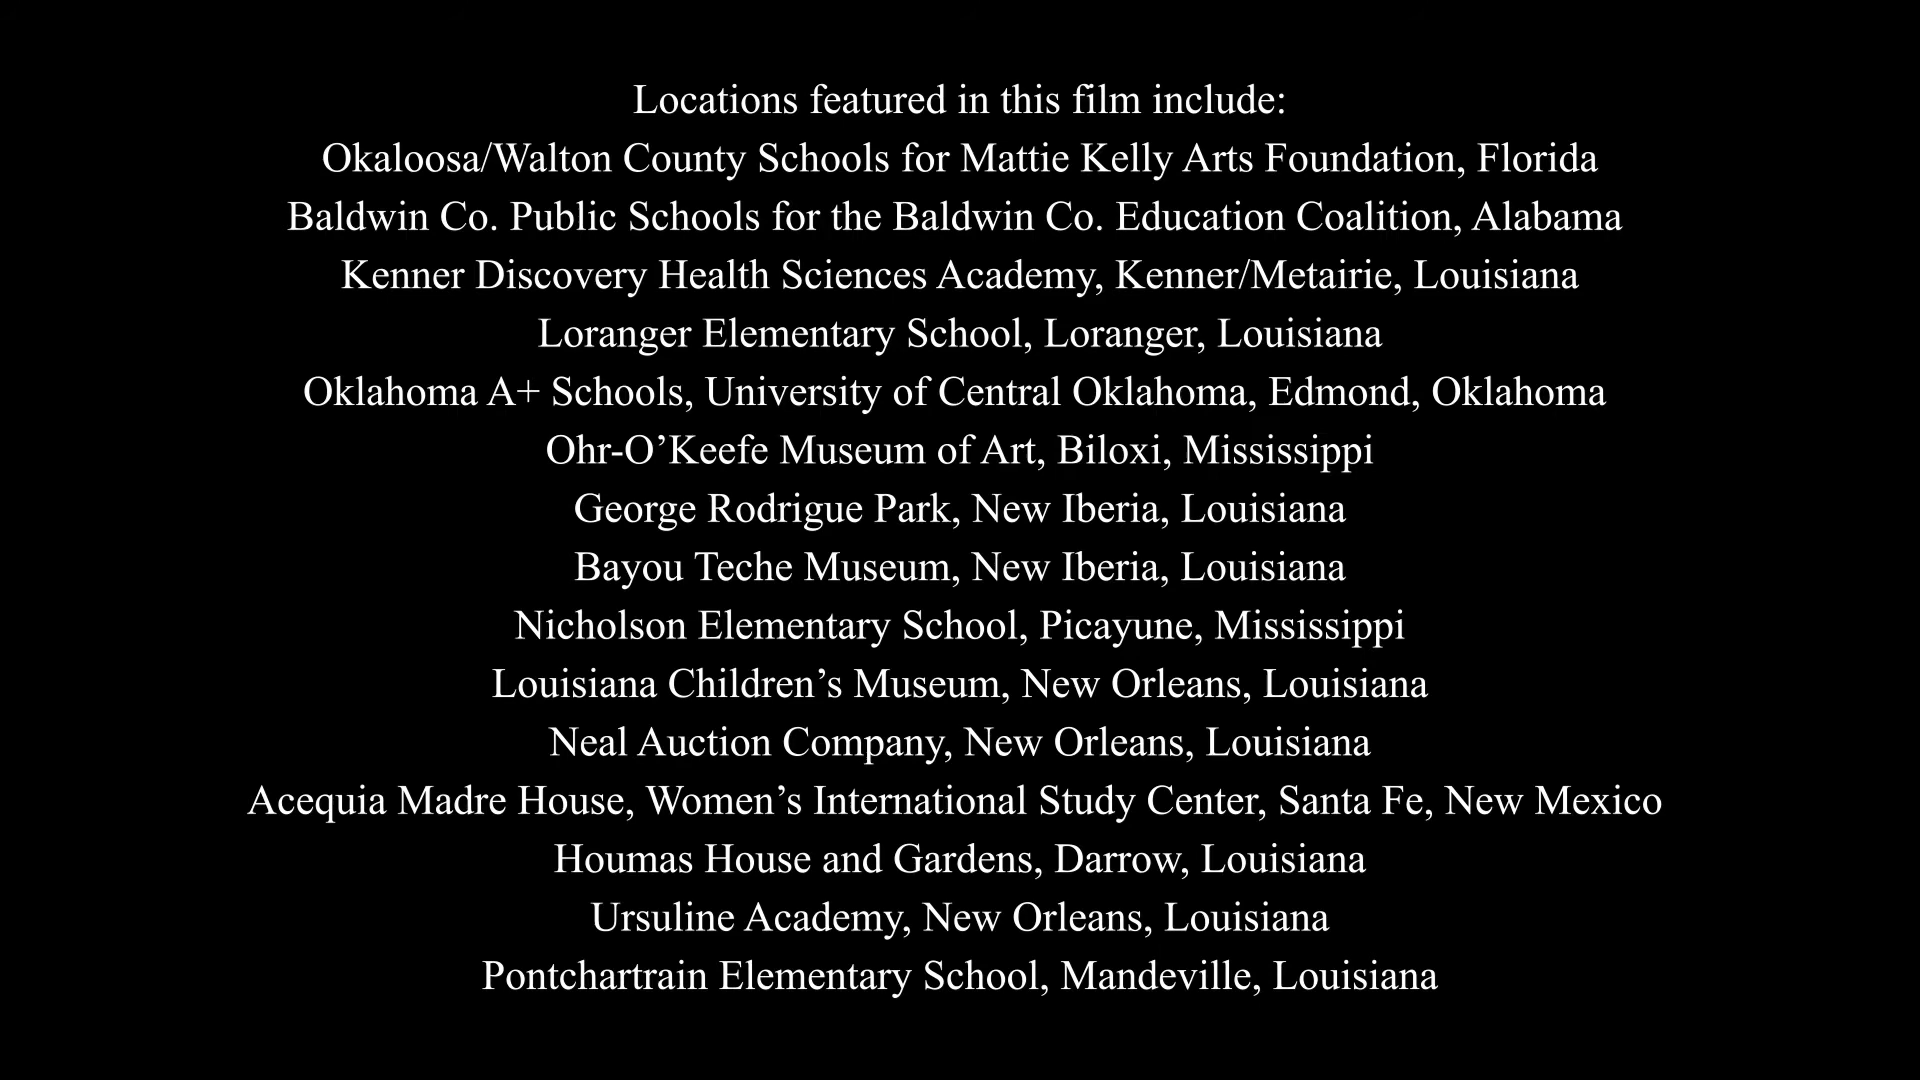 Locations featured in this film include:
Okaloosa/Walton County Schools for Mattie Kelly Arts Foundation, Florida
Baldwin Co. Public Schools for the Baldwin Co. Education Coalition, Alabama
Kenner Discovery Health Sciences Academy, Kenner/Metairie, Louisiana
Loranger Elementary School, Loranger, Louisiana
Oklahoma A+ Schools, University of Central Oklahoma, Edmond, Oklahoma
Ohr-O’Keefe Museum of Art, Biloxi, Mississippi
George Rodrigue Park, New Iberia, Louisiana
Bayou Teche Museum, New Iberia, Louisiana
Nicholson Elementary School, Picayune, Mississippi
Louisiana Children’s Museum, New Orleans, Louisiana
Neal Auction Company, New Orleans, Louisiana
Acequia Madre House, Women’s International Study Center, Santa Fe, New Mexico
Houmas House and Gardens, Darrow, Louisiana
Ursuline Academy, New Orleans, Louisiana
Pontchartrain Elementary School, Mandeville, Louisiana